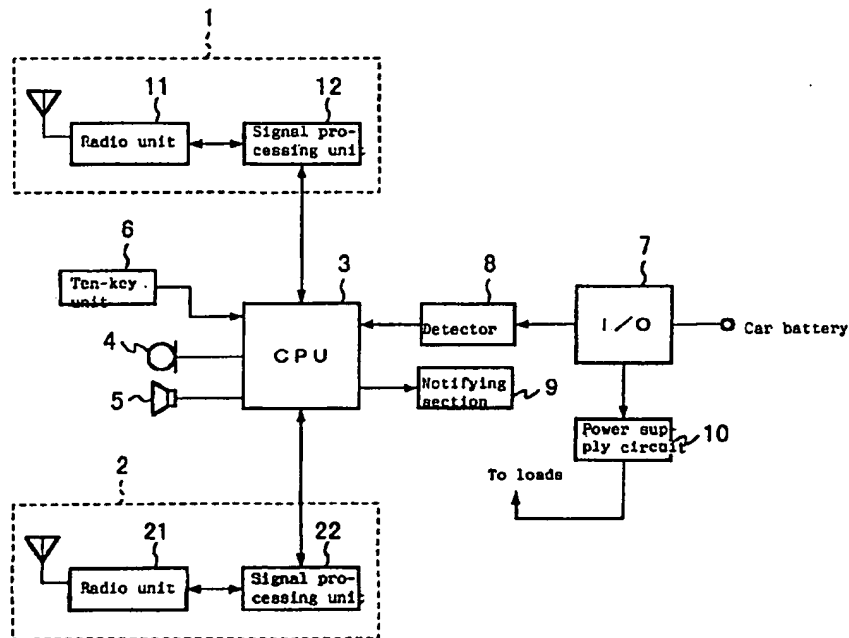 1
11
12
Radio unit
Signal pro-
cessing unit
6
Ten-key
unit
3
8
7
4
CPU
Detector
I/O
Car battery
5
Notifying
section
9
Power sup-
ply circuit
10
To loads
2
21
22
Radio unit
Signal pro-
cessing unit